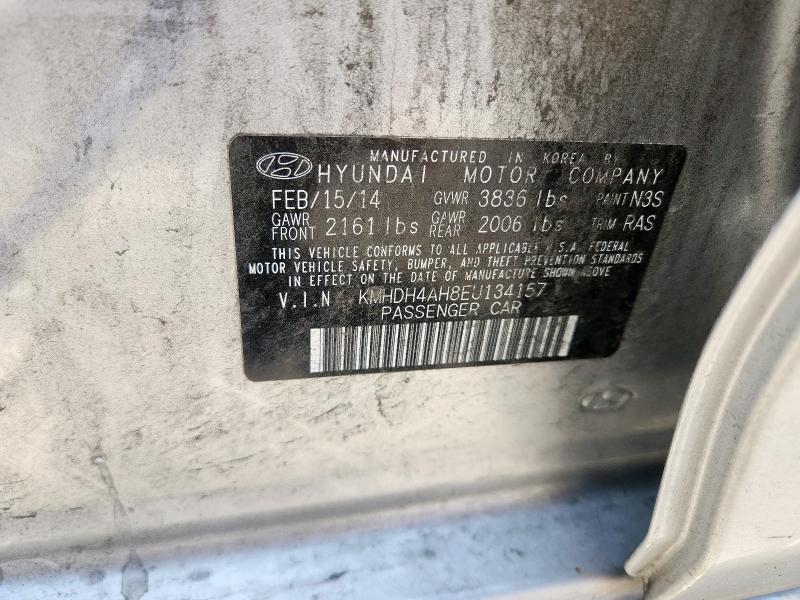 MANUFACTURED IN KOREA BY
HYUNDAI MOTOR COMPANY
FEB/15/14 GVWR 3836 lbs PAINT N3S
GAWR FRONT 2161 lbs GAWR REAR 2006 lbs TRIM RAS
THIS VEHICLE CONFORMS TO ALL APPLICABLE U.S.A. FEDERAL
MOTOR VEHICLE SAFETY, BUMPER, AND THEFT PREVENTION STANDARDS
IN EFFECT ON THE DATE OF MANUFACTURE SHOWN ABOVE
V.I.N KMHDH4AH8EU134157
PASSENGER CAR